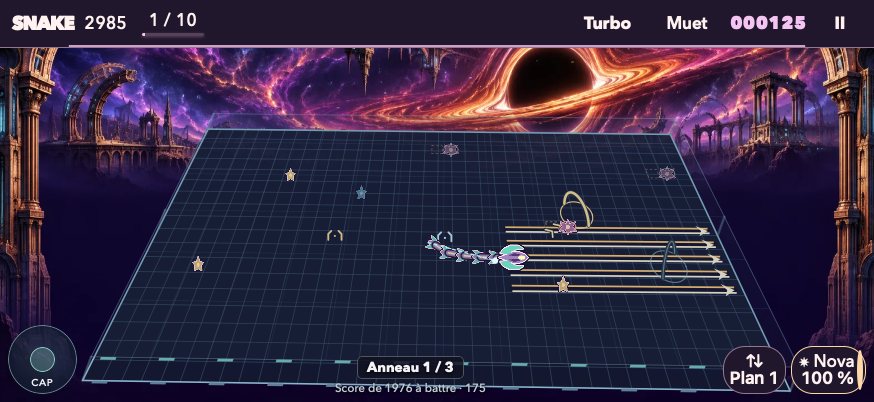 SNAKE 2985 1 / 10 Turbo Muet 000125
Anneau 1 / 3
Score de 1976 à battre · 175
CAP
Plan 1
Nova
100 %